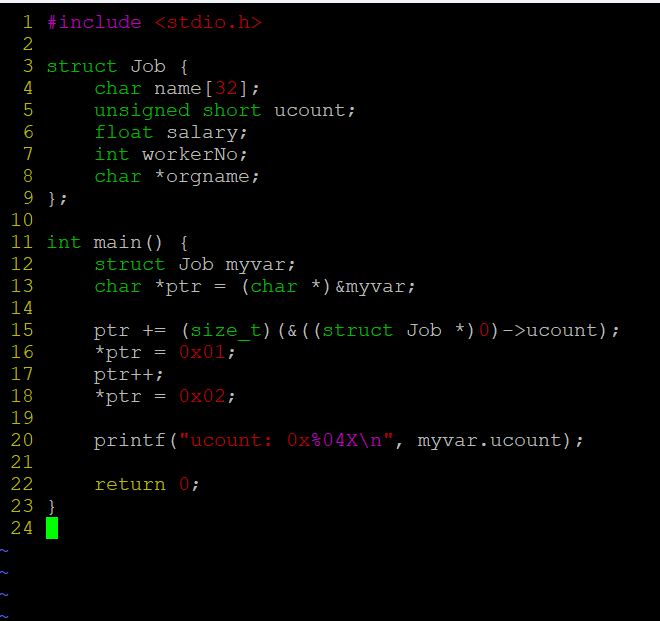 1 #include <stdio.h>
2
3 struct Job {
4     char name[32];
5     unsigned short ucount;
6     float salary;
7     int workerNo;
8     char *orgname;
9 };
10
11 int main() {
12     struct Job myvar;
13     char *ptr = (char *)&myvar;
14
15     ptr += (size_t)(&((struct Job *)0)->ucount);
16     *ptr = 0x01;
17     ptr++;
18     *ptr = 0x02;
19
20     printf("ucount: 0x%04X\n", myvar.ucount);
21
22     return 0;
23 }
24
~
~
~
~